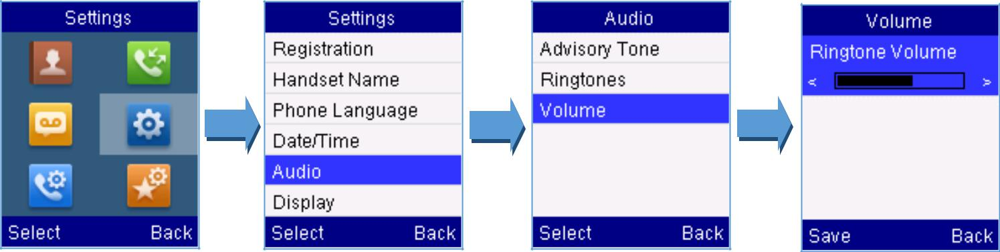 Settings
Select Back
Settings
Registration
Handset Name
Phone Language
Date/Time
Audio
Display
Select Back
Audio
Advisory Tone
Ringtones
Volume
Select Back
Volume
Ringtone Volume
< >
Save Back